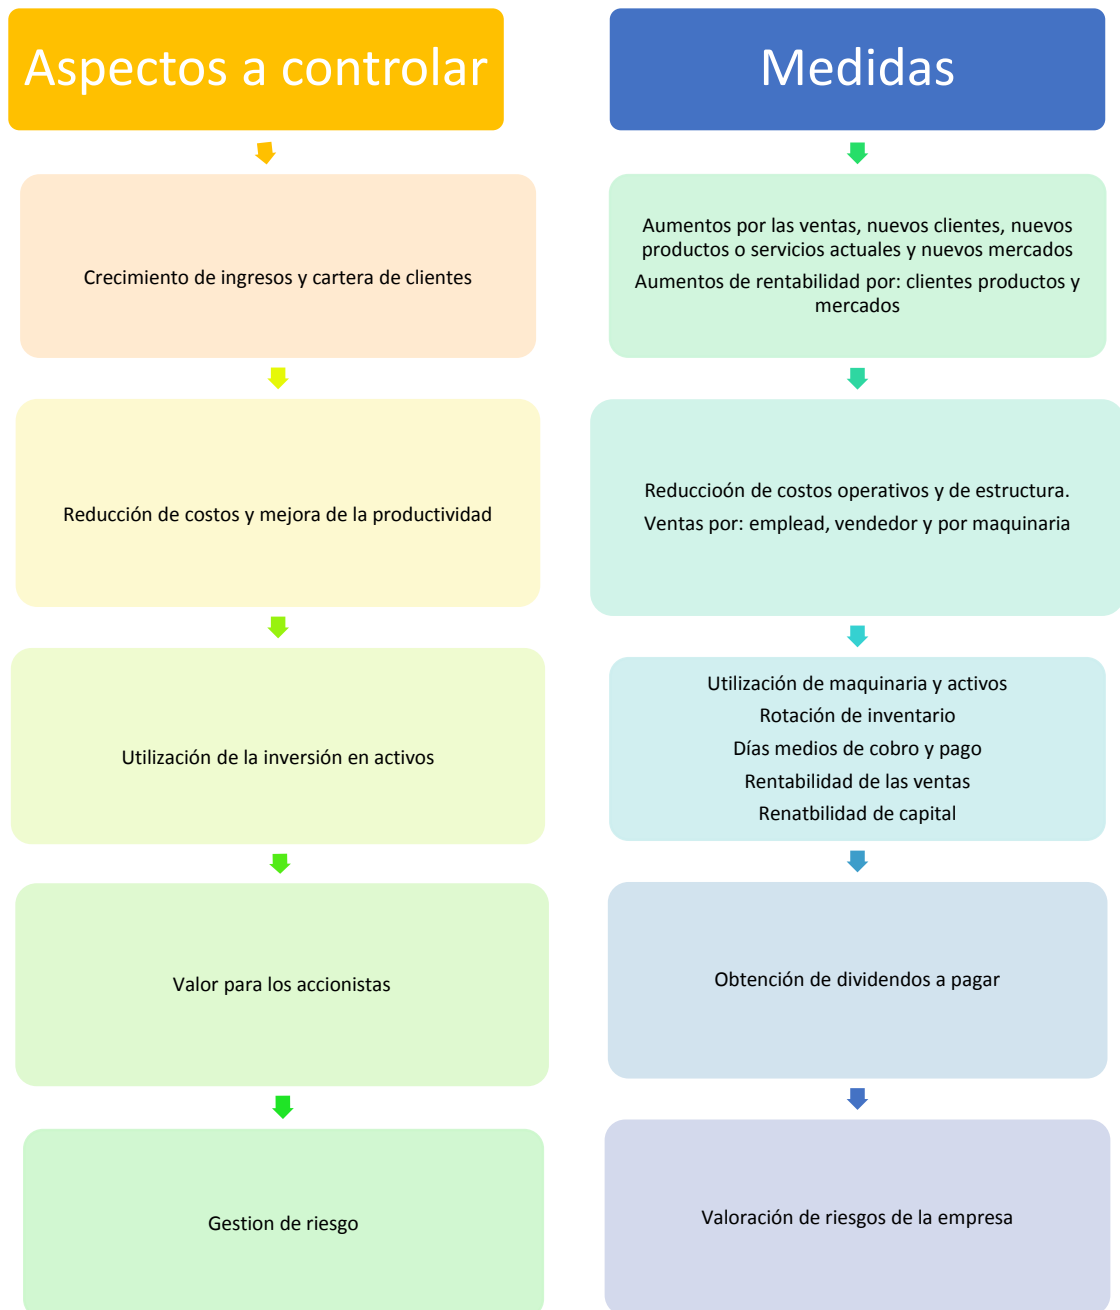 Aspectos a controlar
Medidas
Crecimiento de ingresos y cartera de clientes
Aumentos por las ventas, nuevos clientes, nuevos
productos o servicios actuales y nuevos mercados
Aumentos de rentabilidad por: clientes productos y
mercados
Reducción de costos y mejora de la productividad
Reduccioón de costos operativos y de estructura.
Ventas por: emplead, vendedor y por maquinaria
Utilización de la inversión en activos
Utilización de maquinaria y activos
Rotación de inventario
Días medios de cobro y pago
Rentabilidad de las ventas
Renatbilidad de capital
Valor para los accionistas
Obtención de dividendos a pagar
Gestion de riesgo
Valoración de riesgos de la empresa